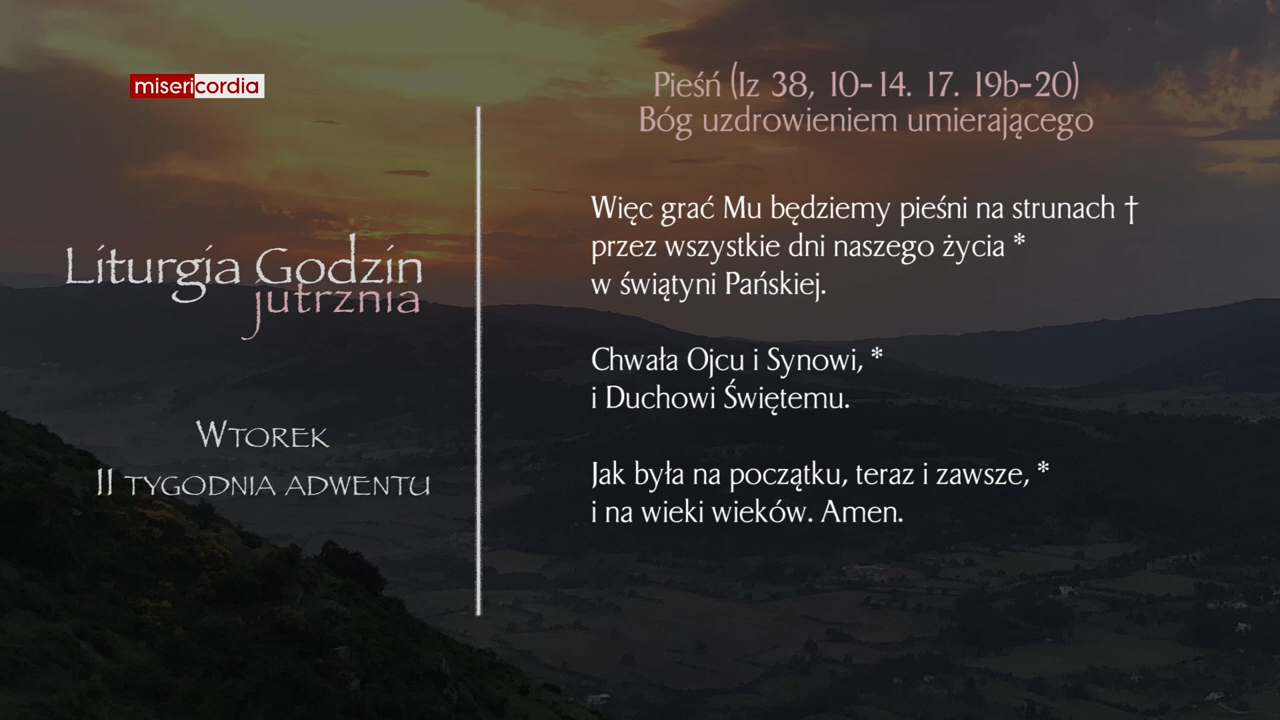 misericordia
Liturgia Godzin
jutrznia
Wtorek
II tygodnia adwentu
Pieśń (Iz 38, 10-14. 17. 19b-20)
Bóg uzdrowieniem umierającego
Więc grać Mu będziemy pieśni na strunach †
przez wszystkie dni naszego życia *
w świątyni Pańskiej.
Chwała Ojcu i Synowi, *
i Duchowi Świętemu.
Jak była na początku, teraz i zawsze, *
i na wieki wieków. Amen.